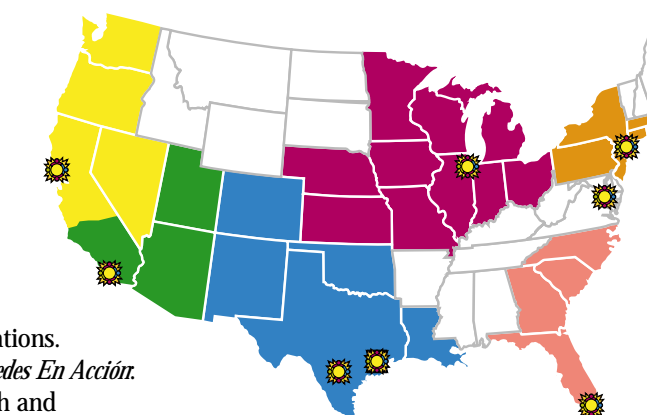 ations.
edes En Acción:
h and